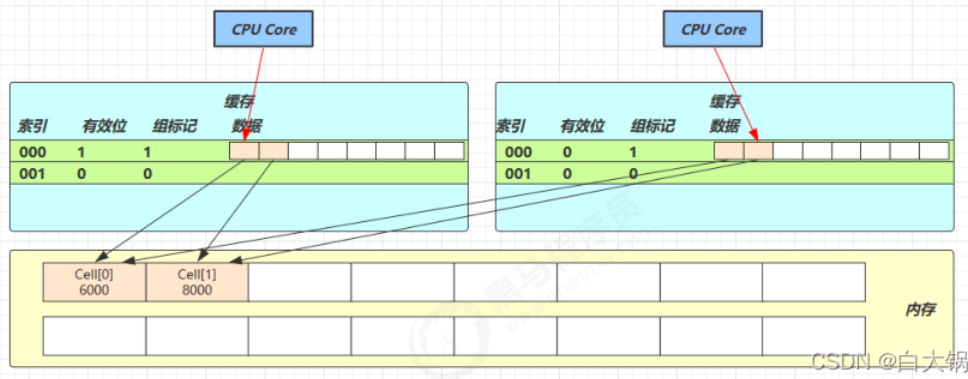 CPU Core CPU Core
缓存 缓存
索引 有效位 组标记 数据 索引 有效位 组标记 数据
000 1 1 000 0 1
001 0 0 001 0 0
Cell[0] Cell[1]
6000 8000
内存
黑马程序员
www.itheima.com
CSDN @白大锅